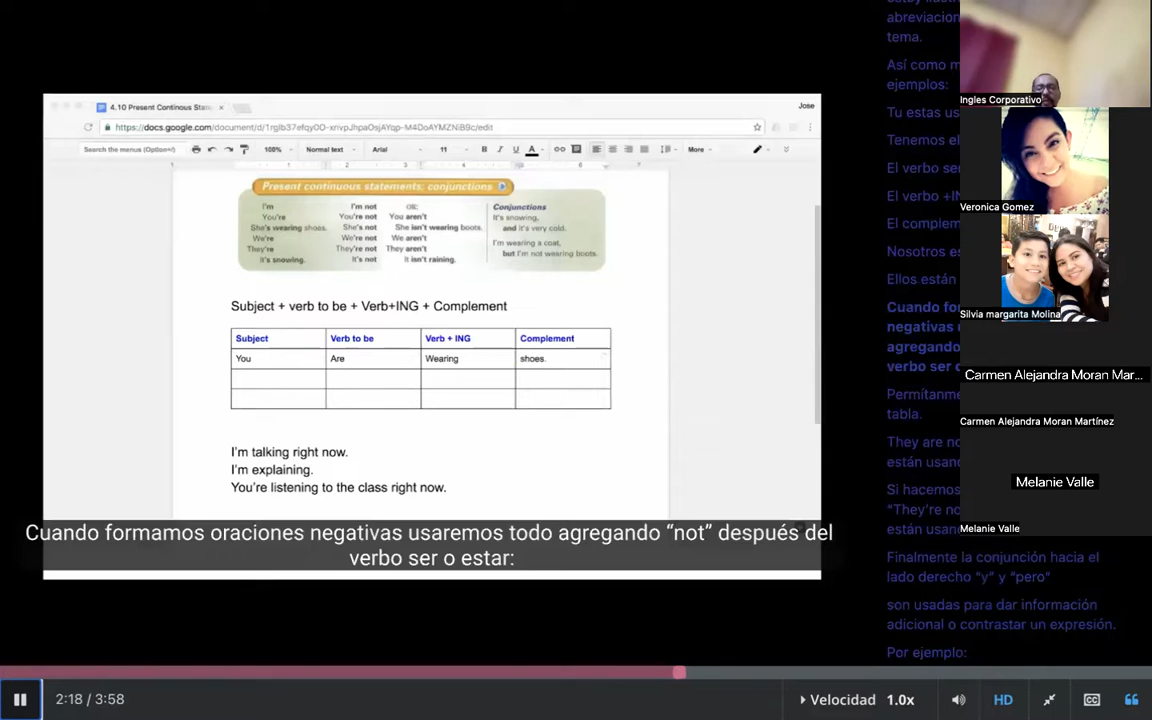 4.10 Present Continous State
Jose
https://docs.google.com/document/d/1rglb37efqy0O-xrivpJhpaOsjAYqp-M4DoAYMZNiB9c/edit
Search the menus (Option+/)
100%
Normal text
Arial
11
B I U A
More
Present continuous statements; conjunctions
I'm
You're
She's wearing shoes.
We're
They're
It's snowing.
I'm not
You're not
She's not
We're not
They're not
It's not
OR:
You aren't
She isn't wearing boots.
We aren't
They aren't
It isn't raining.
Conjunctions
It's snowing,
and it's very cold.
I'm wearing a coat,
but I'm not wearing boots.
Subject + verb to be + Verb+ING + Complement
Subject Verb to be Verb + ING Complement
You Are Wearing shoes.
I'm talking right now.
I'm explaining.
You're listening to the class right now.
Cuando formamos oraciones negativas usaremos todo agregando “not” después del
verbo ser o estar:
abreviacion
tema.
Así como m
ejemplos:
Tu estas us
Tenemos el
El verbo se
El verbo +IN
El complem
Nosotros es
Ellos están
Cuando fo
negativas
agregando
verbo ser o
Permítanme
tabla.
They are no
están usan
Si hacemos
“They're no
están usan
Finalmente la conjunción hacia el
lado derecho “y” y “pero”
son usadas para dar información
adicional o contrastar un expresión.
Por ejemplo:
Ingles Corporativo
Veronica Gomez
Silvia margarita Molina
Carmen Alejandra Moran Mar...
Carmen Alejandra Moran Martínez
Melanie Valle
Melanie Valle
2:18 / 3:58
Velocidad 1.0x
HD
CC